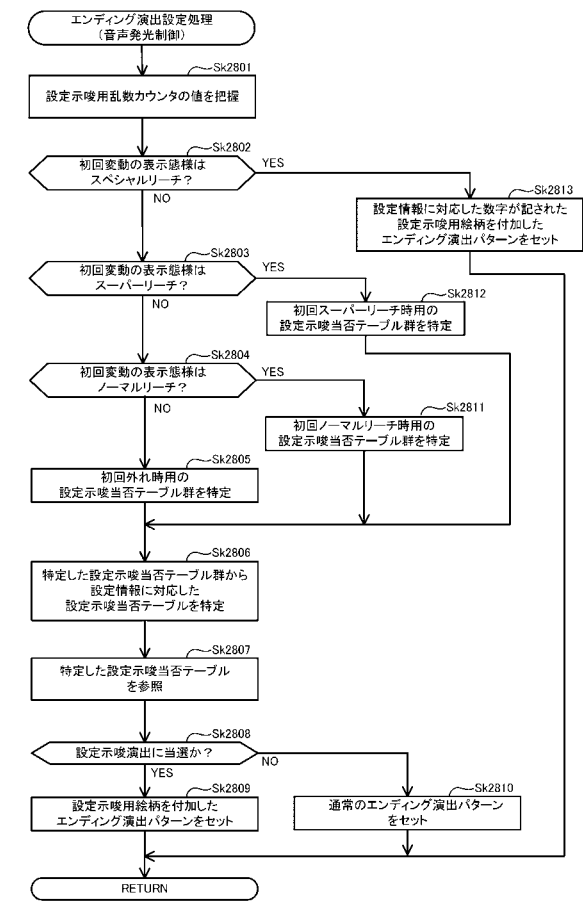 エンディング演出設定処理
(音声発光制御)
Sk2801
設定示唆用乱数カウンタの値を把握
Sk2802
初回変動の表示態様は
スペシャルリーチ？
YES
NO
Sk2813
設定情報に対応した数字が記された
設定示唆用絵柄を付加した
エンディング演出パターンをセット
Sk2803
初回変動の表示態様は
スーパーリーチ？
YES
NO
Sk2812
初回スーパーリーチ時用の
設定示唆当否テーブル群を特定
Sk2804
初回変動の表示態様は
ノーマルリーチ？
YES
NO
Sk2811
初回ノーマルリーチ時用の
設定示唆当否テーブル群を特定
Sk2805
初回外れ時用の
設定示唆当否テーブル群を特定
Sk2806
特定した設定示唆当否テーブル群から
設定情報に対応した
設定示唆当否テーブルを特定
Sk2807
特定した設定示唆当否テーブル
を参照
Sk2808
設定示唆演出に当選か？
YES
NO
Sk2809
設定示唆用絵柄を付加した
エンディング演出パターンをセット
Sk2810
通常のエンディング演出パターン
をセット
RETURN